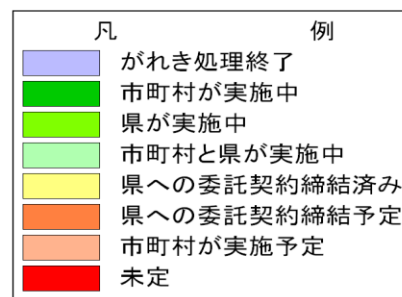 凡 例
がれき処理終了
市町村が実施中
県が実施中
市町村と県が実施中
県への委託契約締結済み
県への委託契約締結予定
市町村が実施予定
未定